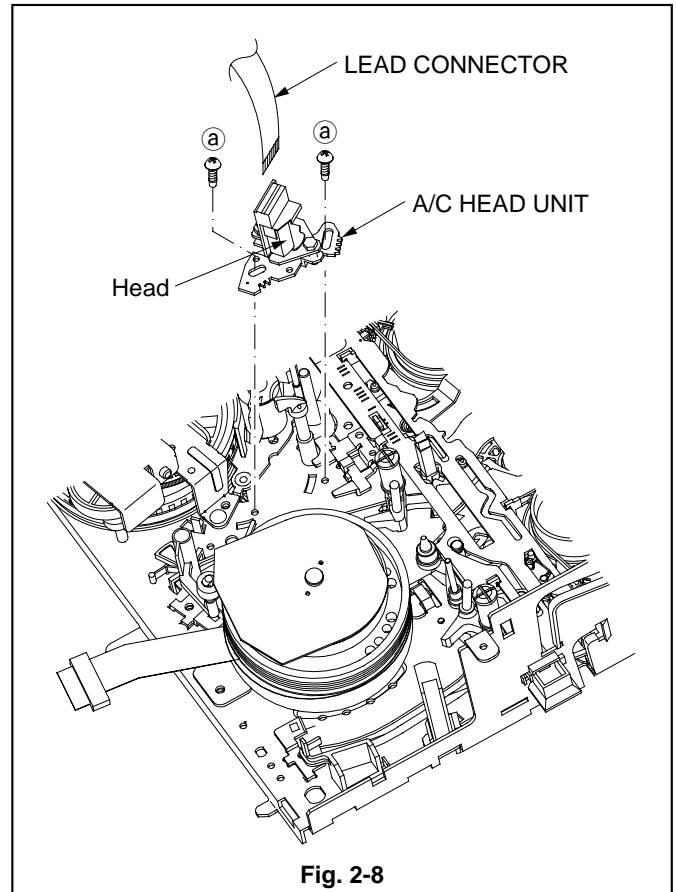 LEAD CONNECTOR
ⓐ ⓐ
A/C HEAD UNIT
Head
Fig. 2-8